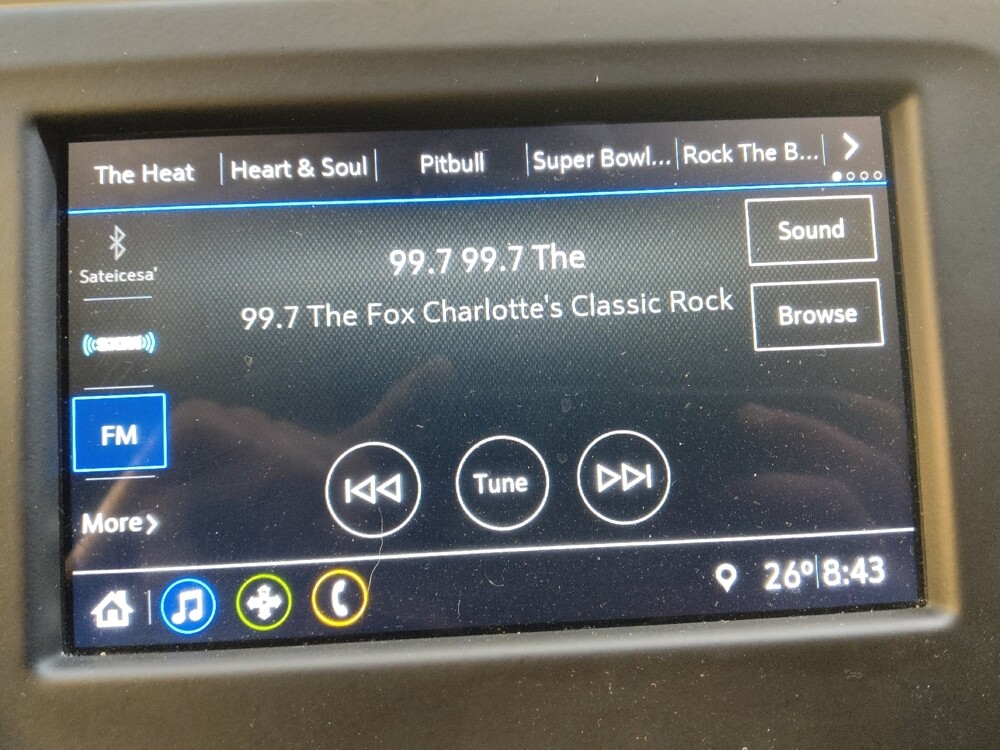 The Heat
Heart & Soul
Pitbull
Super Bowl...
Rock The B...
Sateicesa'
99.7 99.7 The
99.7 The Fox Charlotte's Classic Rock
Sound
Browse
FM
More
Tune
26° 8:43